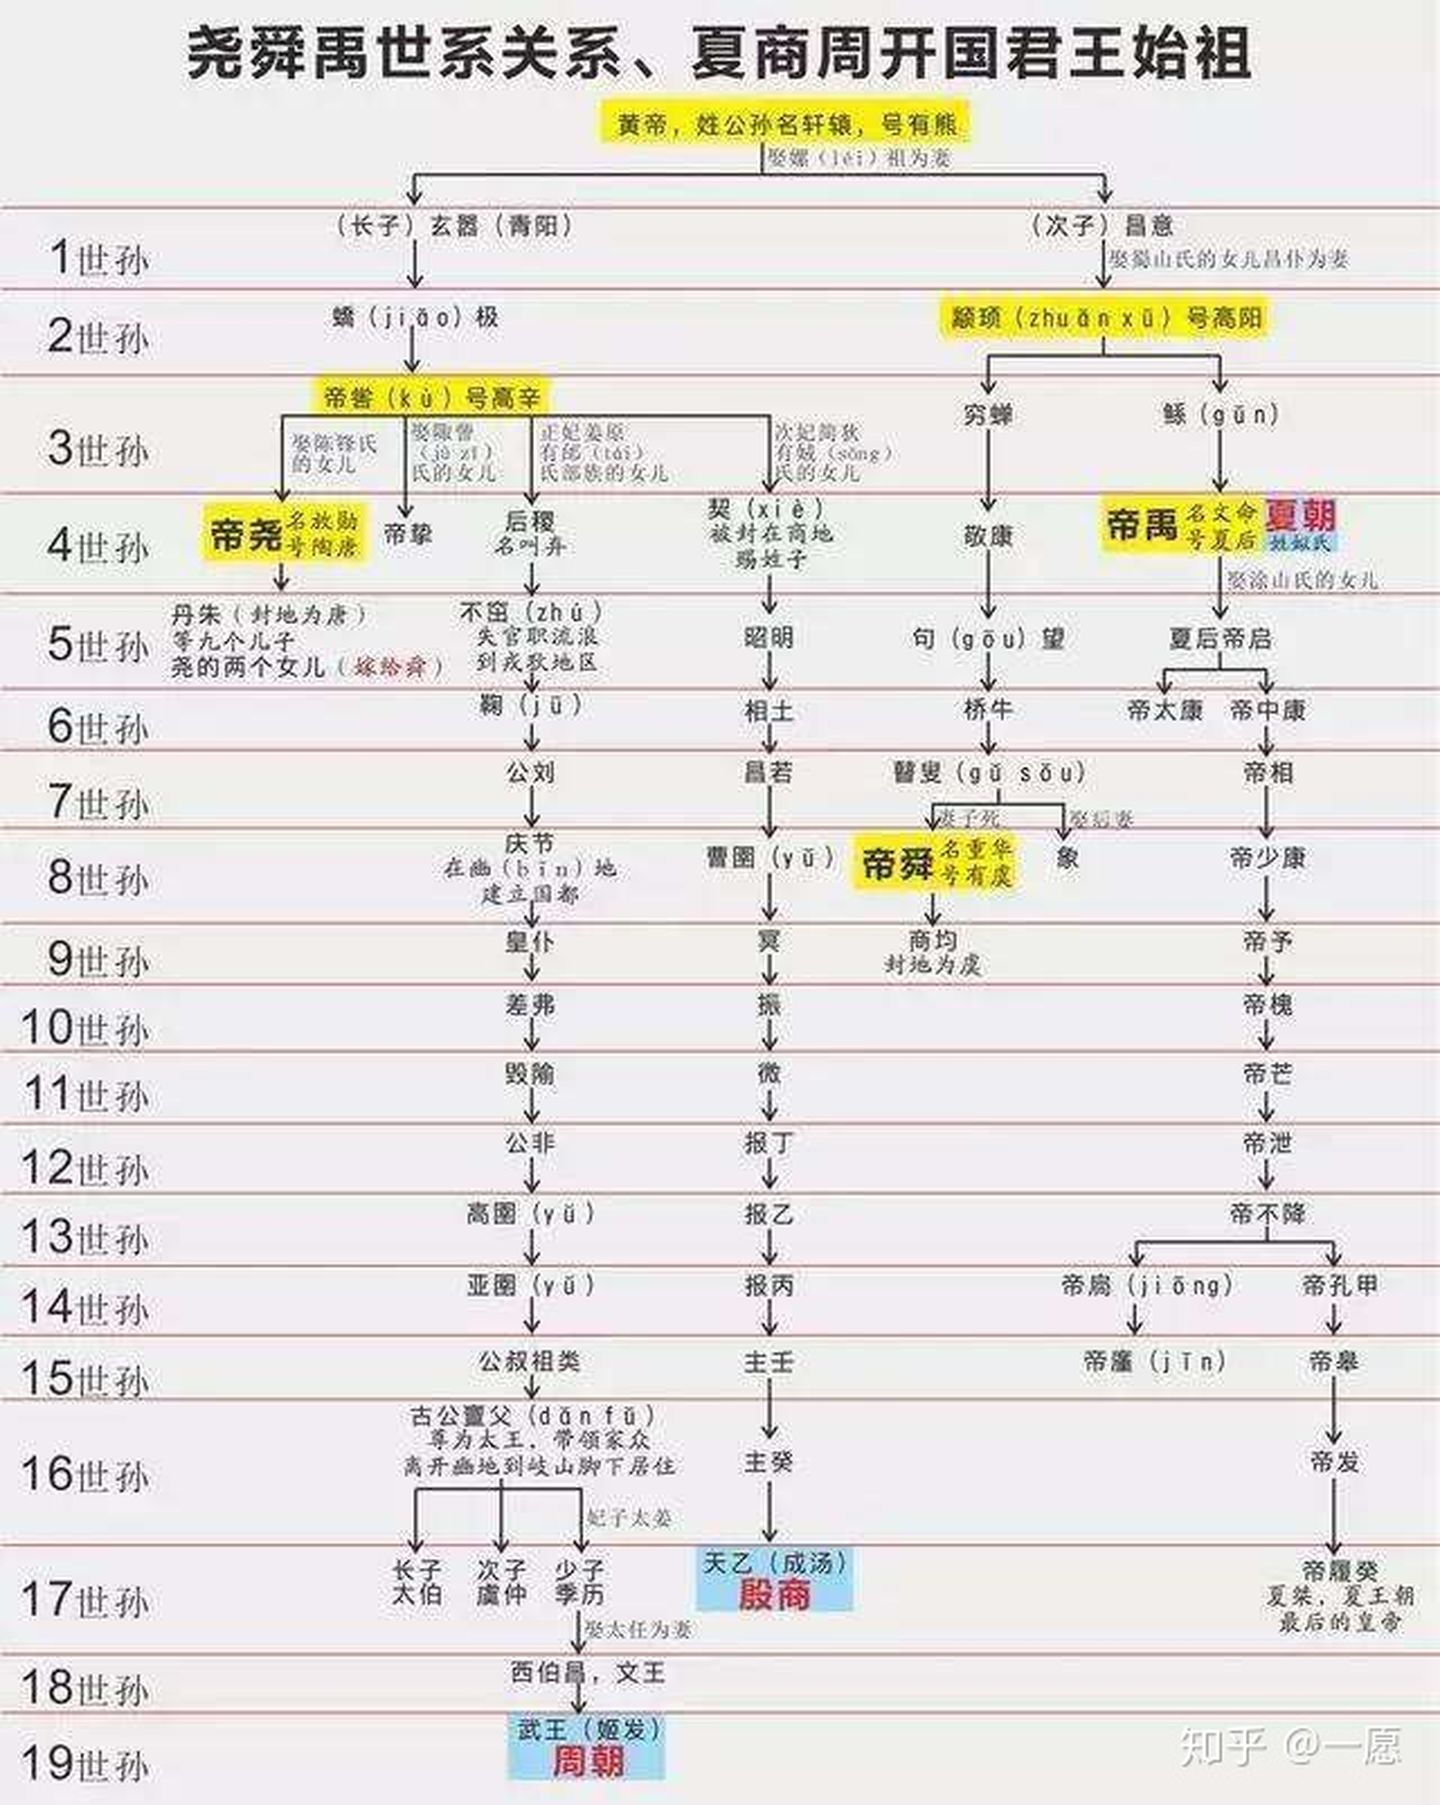 尧舜禹世系关系、夏商周开国君王始祖
黄帝，姓公孙名轩辕，号有熊
娶嫘（léi）祖为妻
1世孙
（长子）玄嚣（青阳）
（次子）昌意
娶蜀山氏的女儿昌仆为妻
2世孙
蟜（jiǎo）极
颛顼（zhuānxū）号高阳
3世孙
帝喾（kù）号高辛
娶陈锋氏
的女儿
娶陬訾
（jū zī）
氏的女儿
正妃姜原
有邰（tái）
氏部族的女儿
次妃简狄
有娀（sōng）
氏的女儿
穷蝉
鲧（gǔn）
4世孙
帝尧
名放勋
号陶唐
帝挚
后稷
名叫弃
契（xiè）
被封在商地
赐姓子
敬康
帝禹
名文命
号夏后
夏朝
姓姒氏
娶涂山氏的女儿
5世孙
丹朱（封地为唐）
等九个儿子
尧的两个女儿（嫁给舜）
不窋（zhú）
失官职流浪
到戎狄地区
昭明
句（gōu）望
夏后帝启
6世孙
鞠（jū）
相土
桥牛
帝太康
帝中康
7世孙
公刘
昌若
瞽叟（gǔ sǒu）
帝相
妻子死
娶后妻
8世孙
庆节
在豳（bīn）地
建立国都
曹圉（yǔ）
帝舜
名重华
号有虞
象
帝少康
9世孙
皇仆
冥
商均
封地为虞
帝予
10世孙
差弗
振
帝槐
11世孙
毁隃
微
帝芒
12世孙
公非
报丁
帝泄
13世孙
高圉（yǔ）
报乙
帝不降
14世孙
亚圉（yǔ）
报丙
帝扃（jiōng）
帝孔甲
15世孙
公叔祖类
主壬
帝廑（jīn）
帝皋
16世孙
古公亶父（dǎnfǔ）
尊为太王，带领家众
离开豳地到岐山脚下居住
妃子太姜
主癸
帝发
17世孙
长子
太伯
次子
虞仲
少子
季历
娶太任为妻
天乙（成汤）
殷商
帝履癸
夏桀，夏王朝
最后的皇帝
18世孙
西伯昌，文王
19世孙
武王（姬发）
周朝
知乎 @一愿